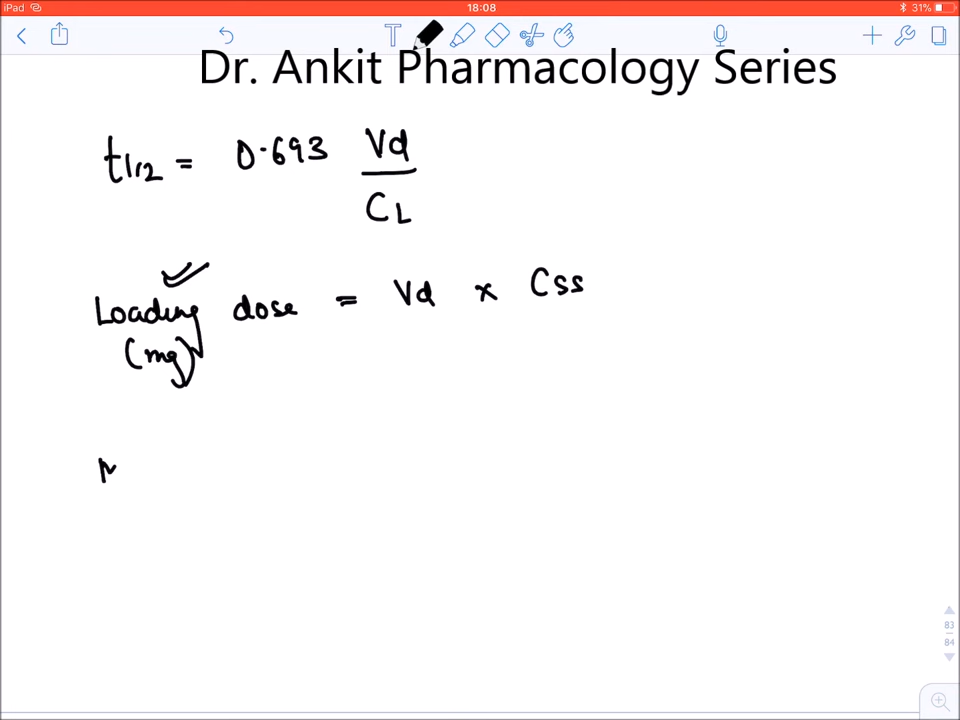 iPad 18:08 31%
T
Dr. Ankit Pharmacology Series
t1/2 = 0.693 Vd
CL
Loading dose = Vd x Css
(mg)
M
83
84